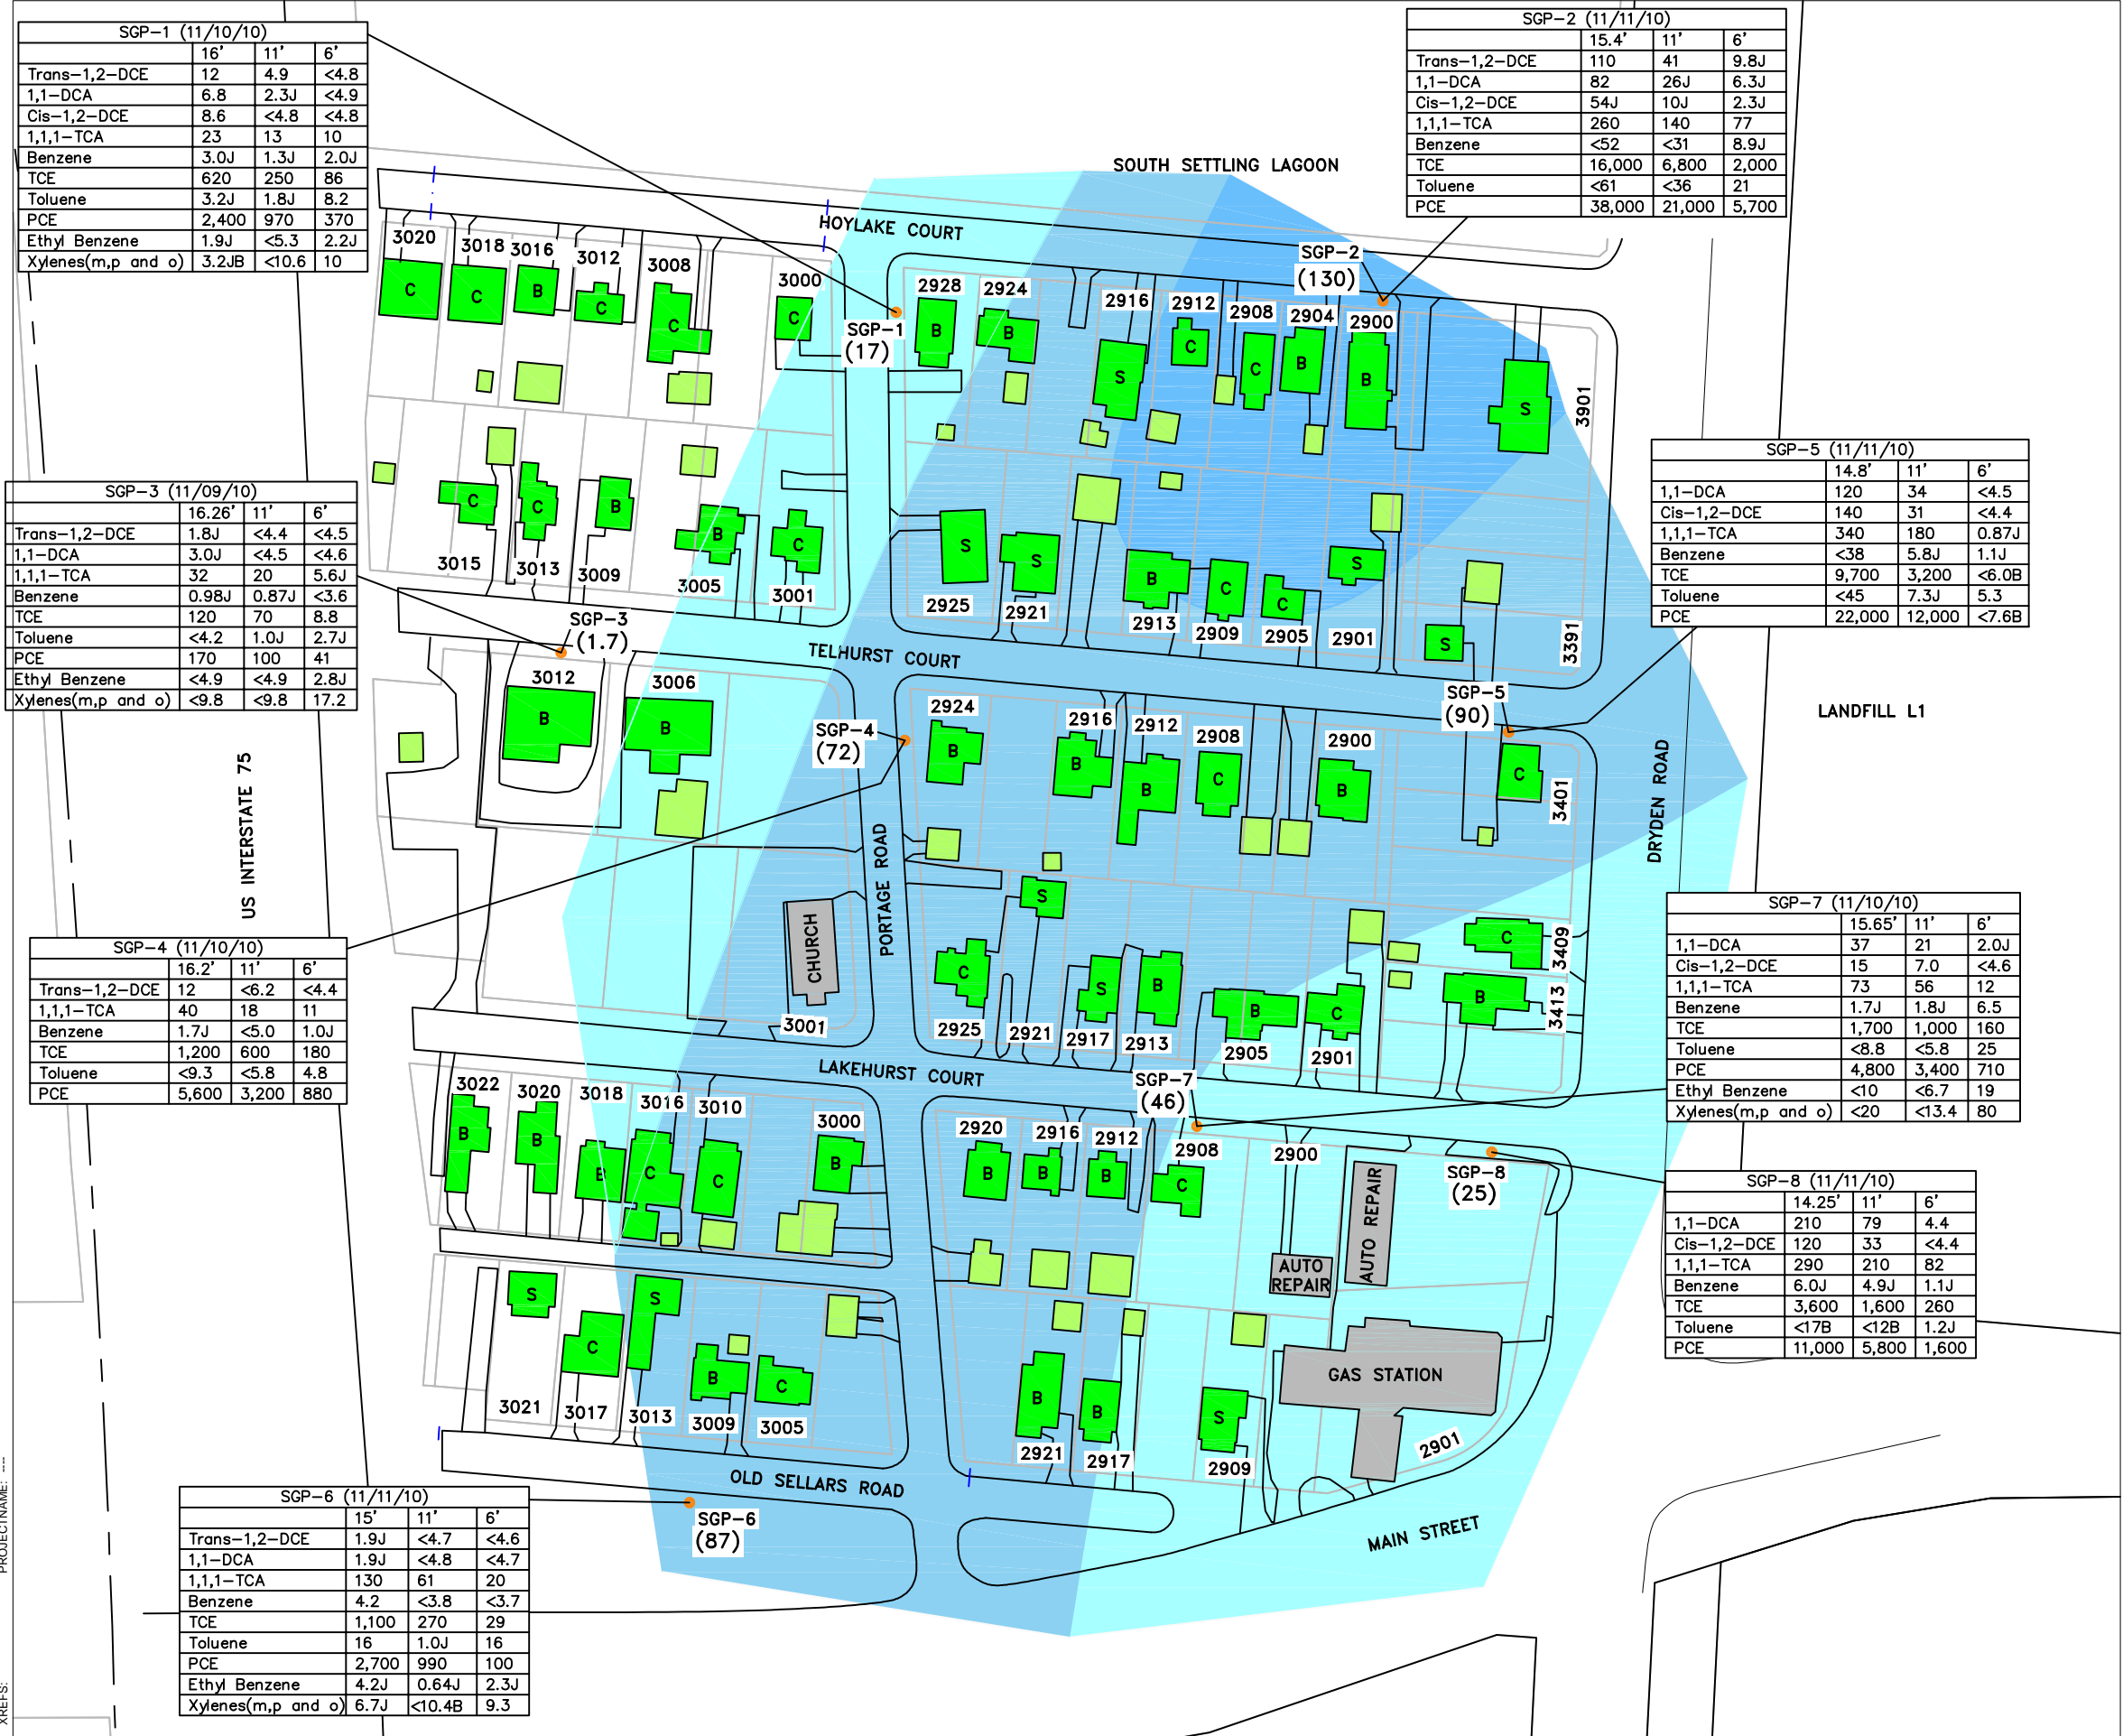 SGP-1 (11/10/10)
16' 11' 6'
Trans-1,2-DCE 12 4.9 <4.8
1,1-DCA 6.8 2.3J <4.9
Cis-1,2-DCE 8.6 <4.8 <4.8
1,1,1-TCA 23 13 10
Benzene 3.0J 1.3J 2.0J
TCE 620 250 86
Toluene 3.2J 1.8J 8.2
PCE 2,400 970 370
Ethyl Benzene 1.9J <5.3 2.2J
Xylenes(m,p and o) 3.2JB <10.6 10
SGP-2 (11/11/10)
15.4' 11' 6'
Trans-1,2-DCE 110 41 9.8J
1,1-DCA 82 26J 6.3J
Cis-1,2-DCE 54J 10J 2.3J
1,1,1-TCA 260 140 77
Benzene <52 <31 8.9J
TCE 16,000 6,800 2,000
Toluene <61 <36 21
PCE 38,000 21,000 5,700
SOUTH SETTLING LAGOON
HOYLAKE COURT
3020 3018 3016 3012 3008 3000
C C B C C C
SGP-1
(17)
2928 2924 2916 2912 2908 2904 2900
B B S C C B B S
SGP-2
(130)
3901
SGP-3 (11/09/10)
16.26' 11' 6'
Trans-1,2-DCE 1.8J <4.4 <4.5
1,1-DCA 3.0J <4.5 <4.6
1,1,1-TCA 32 20 5.6J
Benzene 0.98J 0.87J <3.6
TCE 120 70 8.8
Toluene <4.2 1.0J 2.7J
PCE 170 100 41
Ethyl Benzene <4.9 <4.9 2.8J
Xylenes(m,p and o) <9.8 <9.8 17.2
SGP-5 (11/11/10)
14.8' 11' 6'
1,1-DCA 120 34 <4.5
Cis-1,2-DCE 140 31 <4.4
1,1,1-TCA 340 180 0.87J
Benzene <38 5.8J 1.1J
TCE 9,700 3,200 <6.0B
Toluene <45 7.3J 5.3
PCE 22,000 12,000 <7.6B
C C B B C
3015 3013 3009 3005 3001
S S B C C S S
2925 2921 2913 2909 2905 2901
3391
SGP-3
(1.7)
TELHURST COURT
3012 3006
B B
SGP-4
(72)
2924 2916 2912 2908 2900
B B B C B C
SGP-5
(90)
3401
LANDFILL L1
DRYDEN ROAD
US INTERSTATE 75
PORTAGE ROAD
CHURCH
3001
S C S B B C C B
2925 2921 2917 2913 2905 2901
3409
3413
SGP-4 (11/10/10)
16.2' 11' 6'
Trans-1,2-DCE 12 <6.2 <4.4
1,1,1-TCA 40 18 11
Benzene 1.7J <5.0 1.0J
TCE 1,200 600 180
Toluene <9.3 <5.8 4.8
PCE 5,600 3,200 880
SGP-7 (11/10/10)
15.65' 11' 6'
1,1-DCA 37 21 2.0J
Cis-1,2-DCE 15 7.0 <4.6
1,1,1-TCA 73 56 12
Benzene 1.7J 1.8J 6.5
TCE 1,700 1,000 160
Toluene <8.8 <5.8 25
PCE 4,800 3,400 710
Ethyl Benzene <10 <6.7 19
Xylenes(m,p and o) <20 <13.4 80
LAKEHURST COURT
SGP-7
(46)
3022 3020 3018 3016 3010 3000
B B B C C B
2920 2916 2912 2908 2900
B B B C
AUTO REPAIR
AUTO
REPAIR
SGP-8
(25)
SGP-8 (11/11/10)
14.25' 11' 6'
1,1-DCA 210 79 4.4
Cis-1,2-DCE 120 33 <4.4
1,1,1-TCA 290 210 82
Benzene 6.0J 4.9J 1.1J
TCE 3,600 1,600 260
Toluene <17B <12B 1.2J
PCE 11,000 5,800 1,600
S C S B C
3021 3017 3013 3009 3005
B B S
2921 2917 2909
GAS STATION
2901
OLD SELLARS ROAD
MAIN STREET
SGP-6
(87)
SGP-6 (11/11/10)
15' 11' 6'
Trans-1,2-DCE 1.9J <4.7 <4.6
1,1-DCA 1.9J <4.8 <4.7
1,1,1-TCA 130 61 20
Benzene 4.2 <3.8 <3.7
TCE 1,100 270 29
Toluene 16 1.0J 16
PCE 2,700 990 100
Ethyl Benzene 4.2J 0.64J 2.3J
Xylenes(m,p and o) 6.7J <10.4B 9.3
PROJECTNAME: ----
XREFS: